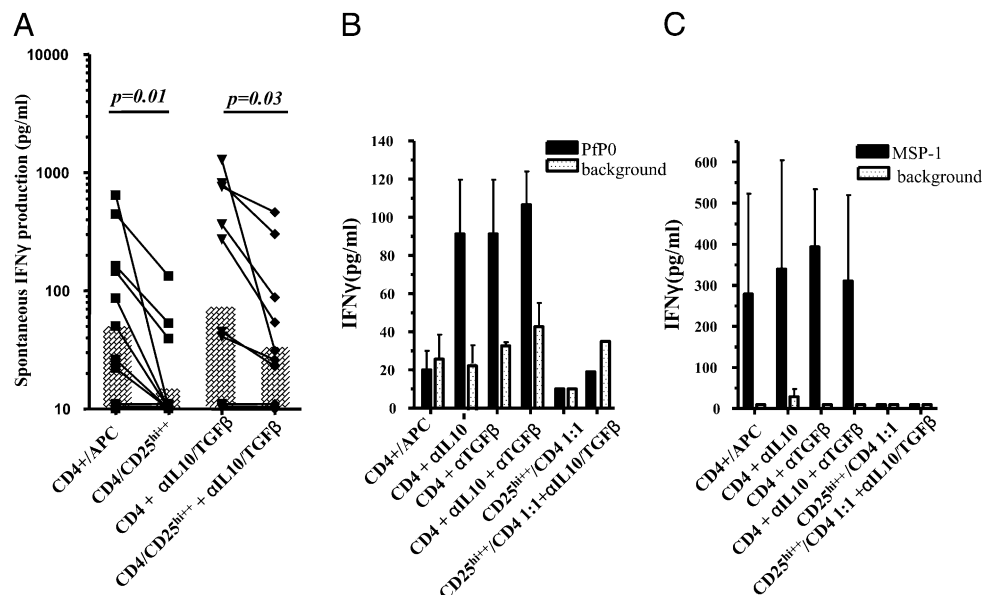 A
Spontaneous IFNγ production (pg/ml)
10000
1000
100
10
p=0.01
p=0.03
CD4+/APC
CD4/CD25hi++
CD4 + αIL10/TGFβ
CD4/CD25hi++ + αIL10/TGFβ
B
IFNγ(pg/ml)
140
120
100
80
60
40
20
0
PfP0
background
CD4+/APC
CD4 + αIL10
CD4 + αTGFβ
CD4 + αIL10 + αTGFβ
CD25hi++/CD4 1:1
CD25hi++/CD4 1:1+αIL10/TGFβ
C
IFNγ(pg/ml)
600
500
400
300
200
100
0
MSP-1
background
CD4+/APC
CD4 + αIL10
CD4 + αTGFβ
CD4 + αIL10 + αTGFβ
CD25hi++/CD4 1:1
CD25hi++/CD4 1:1 +αIL10/TGFβ